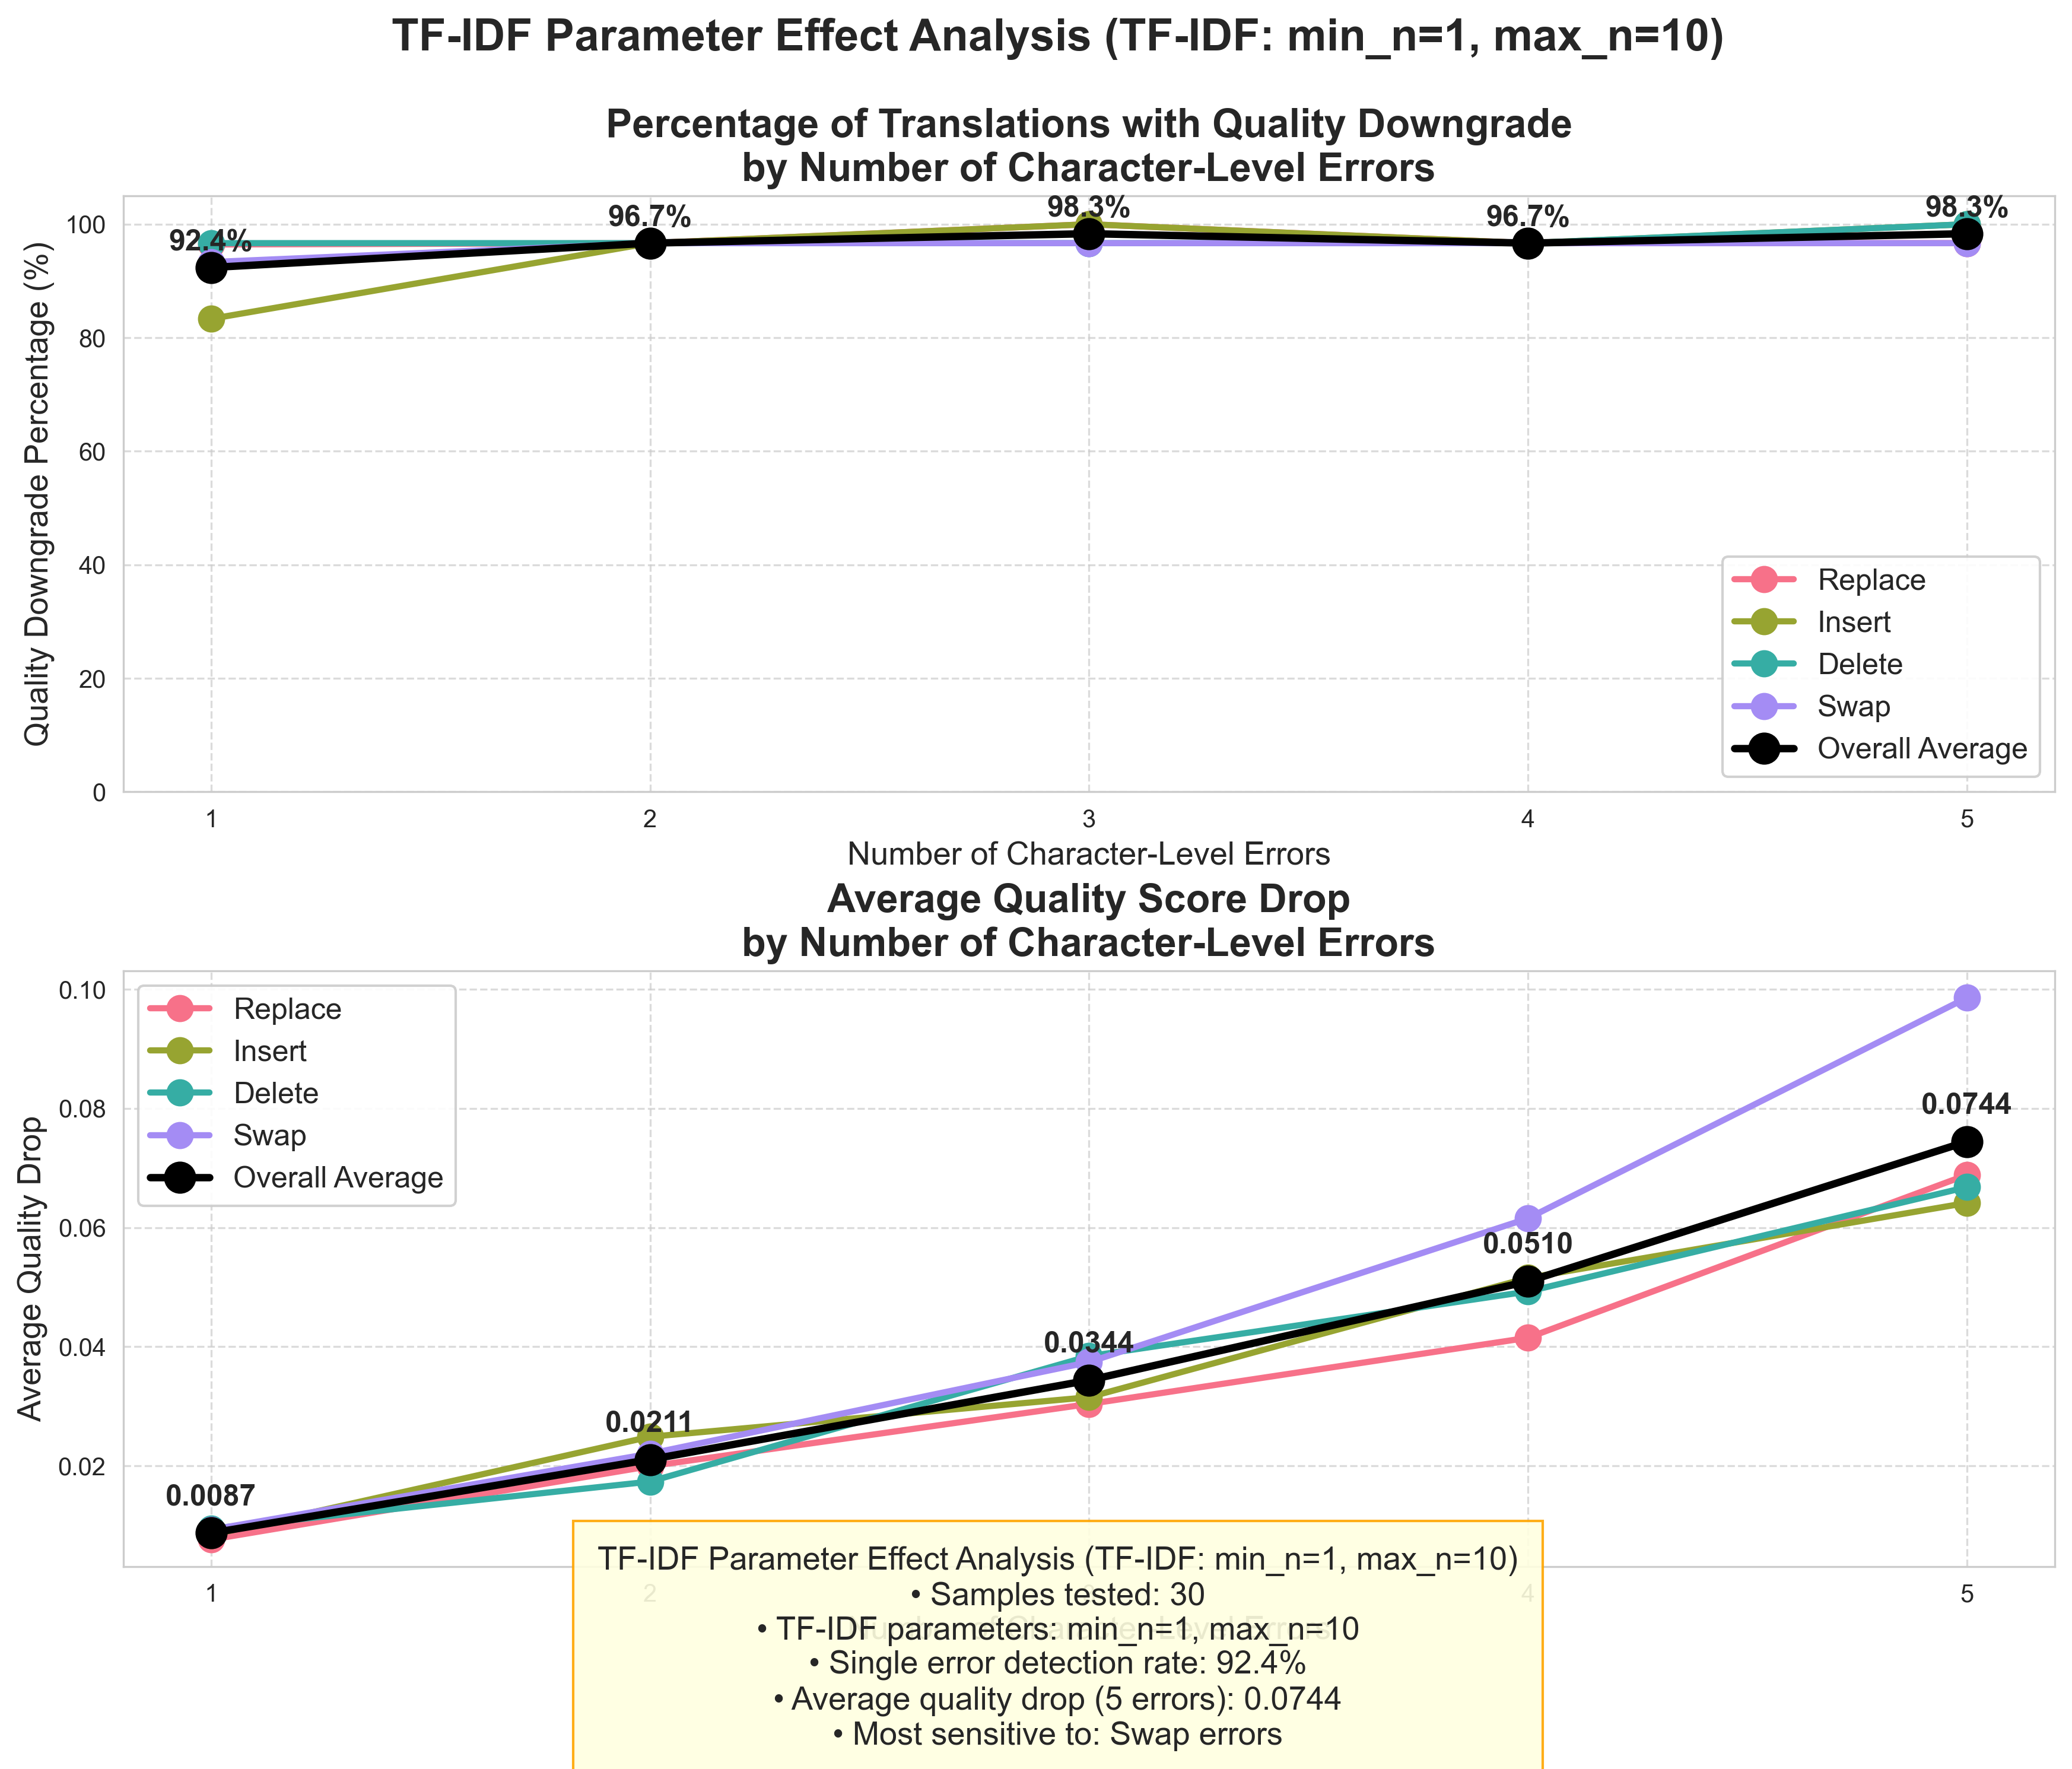 TF-IDF Parameter Effect Analysis (TF-IDF: min_n=1, max_n=10)
Percentage of Translations with Quality Downgrade
by Number of Character-Level Errors
Quality Downgrade Percentage (%)
100
80
60
40
20
0
92.4%
96.7%
98.3%
96.7%
98.3%
Replace
Insert
Delete
Swap
Overall Average
1
2
3
4
5
Number of Character-Level Errors
Average Quality Score Drop
by Number of Character-Level Errors
Average Quality Drop
0.10
0.08
0.06
0.04
0.02
Replace
Insert
Delete
Swap
Overall Average
0.0087
0.0211
0.0344
0.0510
0.0744
1
2
3
4
5
Number of Character-Level Errors
TF-IDF Parameter Effect Analysis (TF-IDF: min_n=1, max_n=10)
• Samples tested: 30
• TF-IDF parameters: min_n=1, max_n=10
• Single error detection rate: 92.4%
• Average quality drop (5 errors): 0.0744
• Most sensitive to: Swap errors